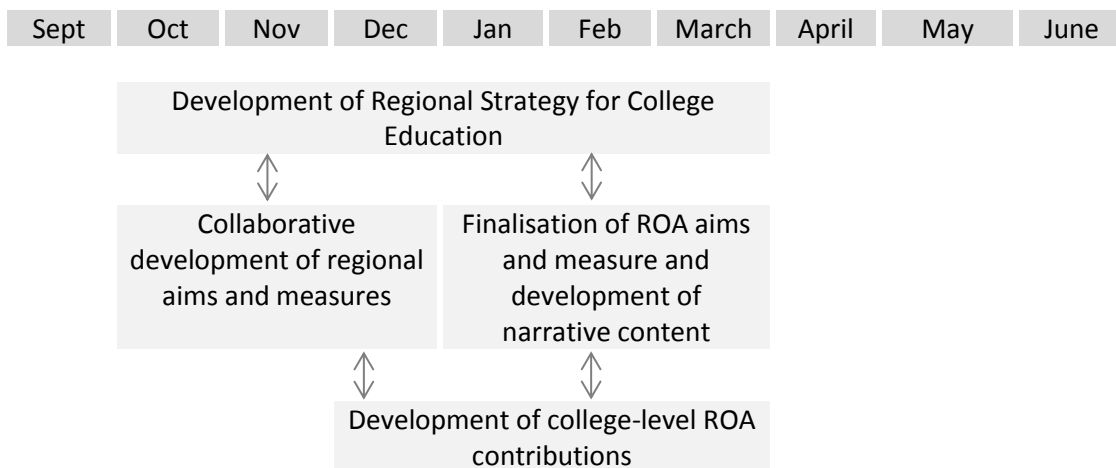 Sept Oct Nov Dec Jan Feb March April May June
Development of Regional Strategy for College
Education
Collaborative
development of regional
aims and measures
Finalisation of ROA aims
and measure and
development of
narrative content
Development of college-level ROA
contributions